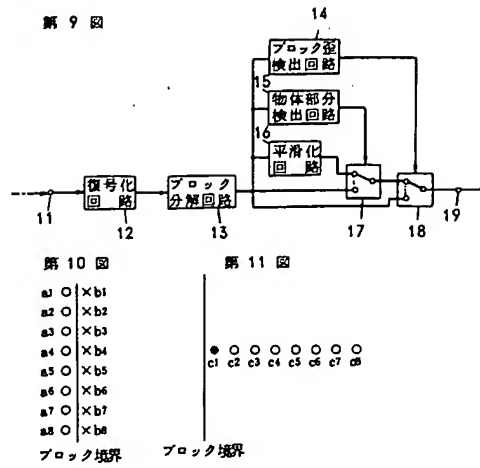 第 9 図
14
ブロック歪
検出回路
15
物体部分
検出回路
16
平滑化
回 路
復号化
回 路
ブロック
分解回路
11
12
13
17
18
19
第 10 図
a1 ○ ×b1
a2 ○ ×b2
a3 ○ ×b3
a4 ○ ×b4
a5 ○ ×b5
a6 ○ ×b6
a7 ○ ×b7
a8 ○ ×b8
ブロック境界
第 11 図
c1 c2 c3 c4 c5 c6 c7 c8
ブロック境界